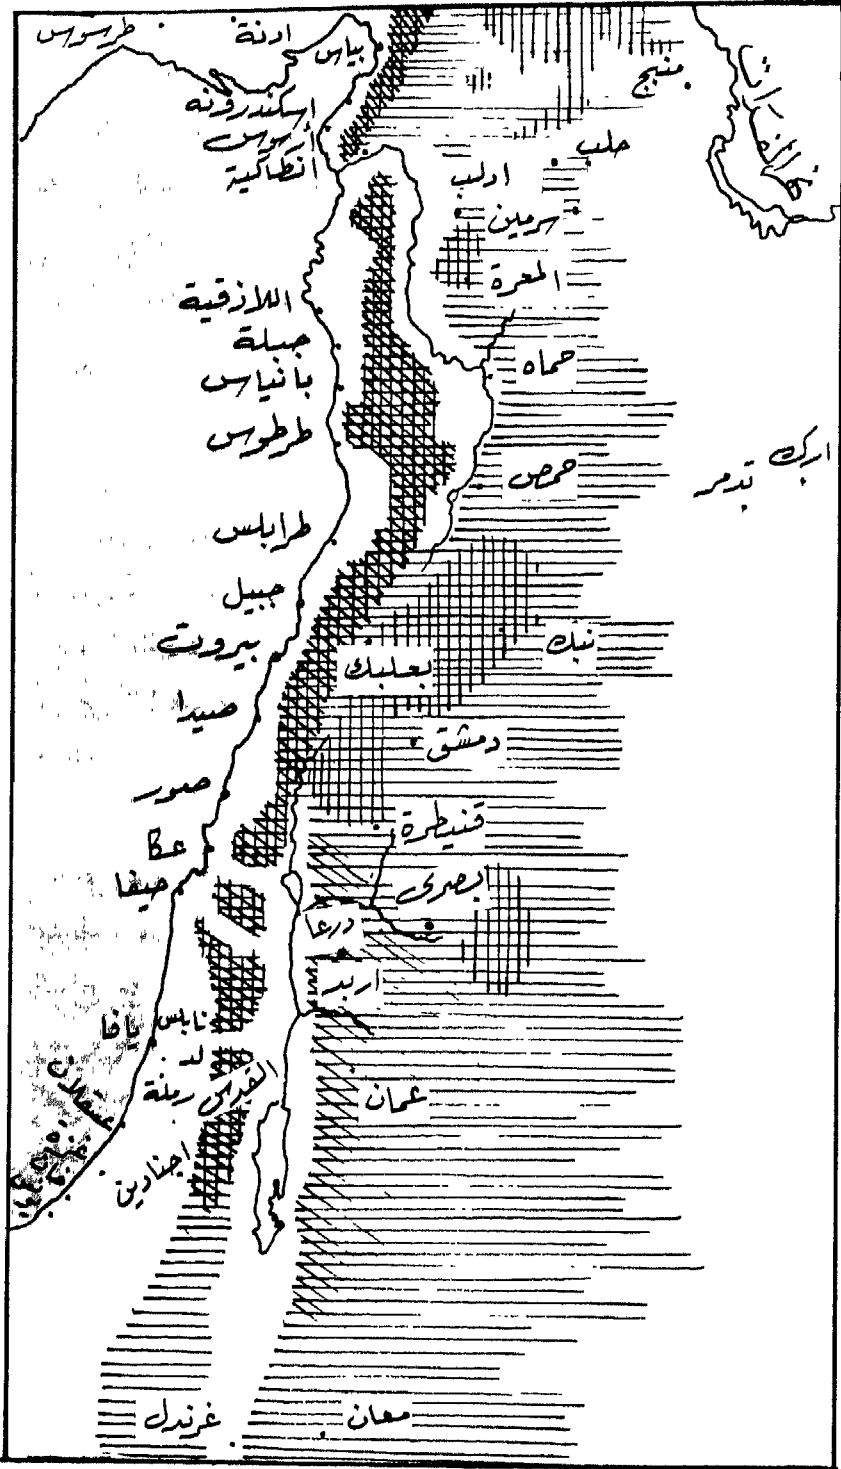 ادنة
طرسوس
بياس
منبج
اسكندرونه
أرسوس
حلب
انطاكية
ادلب
سرمين
المعرة
اللاذقية
جبلة
حماه
بانياس
طرطوس
ارك
تدمر
حمص
طرابلس
جبيل
نبك
بيروت
بعلبك
صيدا
دمشق
صور
قنيطرة
عكا
بصرى
حيفا
درعا
اربد
نابلس
يافا
لد
القدس
رملة
عمان
عسقلان
اجنادين
غزة
معان
غرندل